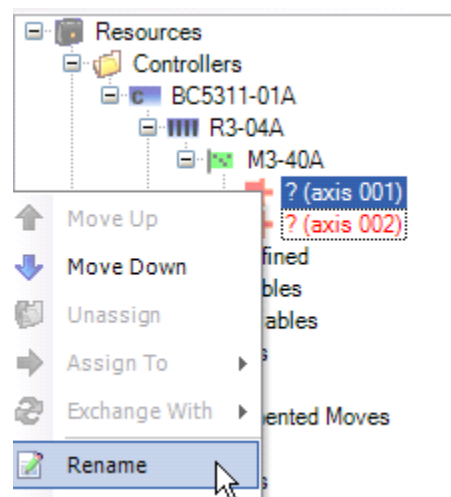 Resources
Controllers
BC5311-01A
R3-04A
M3-40A
? (axis 001)
? (axis 002)
Move Up
fined
Move Down
bles
Unassign
ables
Assign To
s
Exchange With
ented Moves
Rename
s